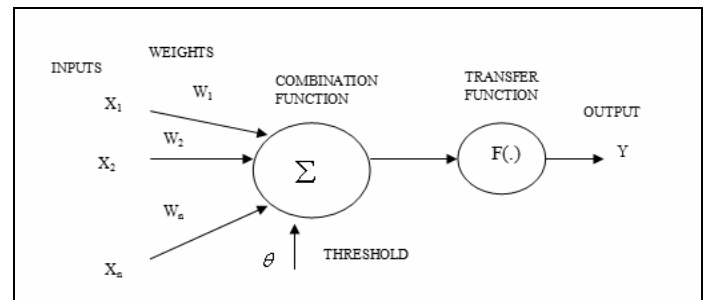 WEIGHTS
INPUTS
COMBINATION
FUNCTION
TRANSFER
FUNCTION
OUTPUT
X₁
W₁
X₂
W₂
Σ
F(.)
Y
Wₙ
Xₙ
θ
THRESHOLD